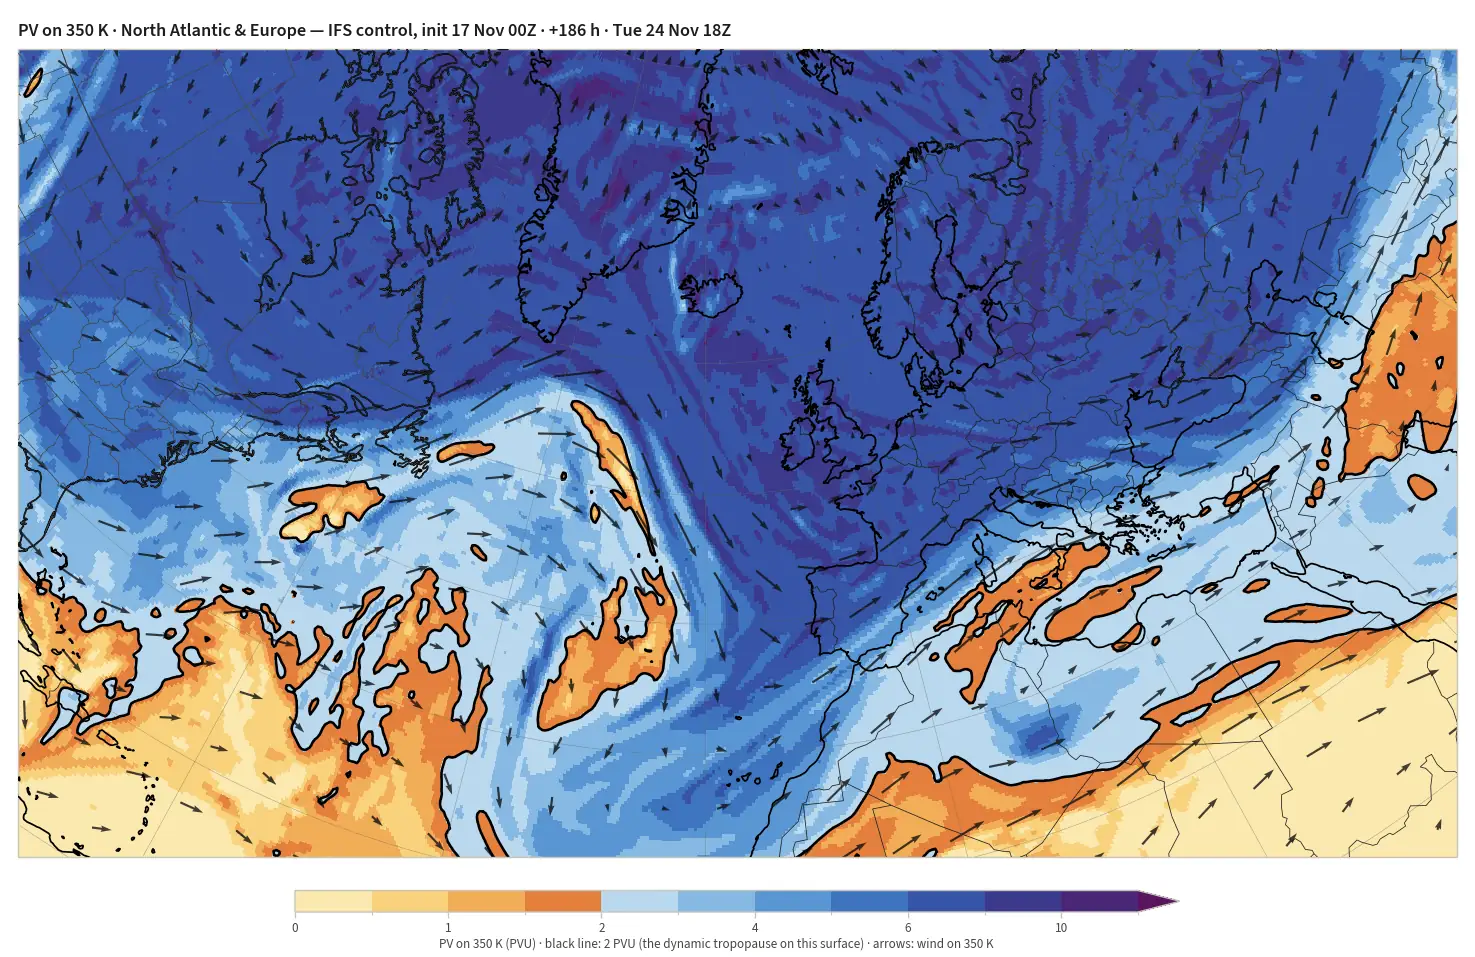 PV on 350 K · North Atlantic & Europe — IFS control, init 17 Nov 00Z · +186 h · Tue 24 Nov 18Z
0 1 2 4 6 10
PV on 350 K (PVU) · black line: 2 PVU (the dynamic tropopause on this surface) · arrows: wind on 350 K